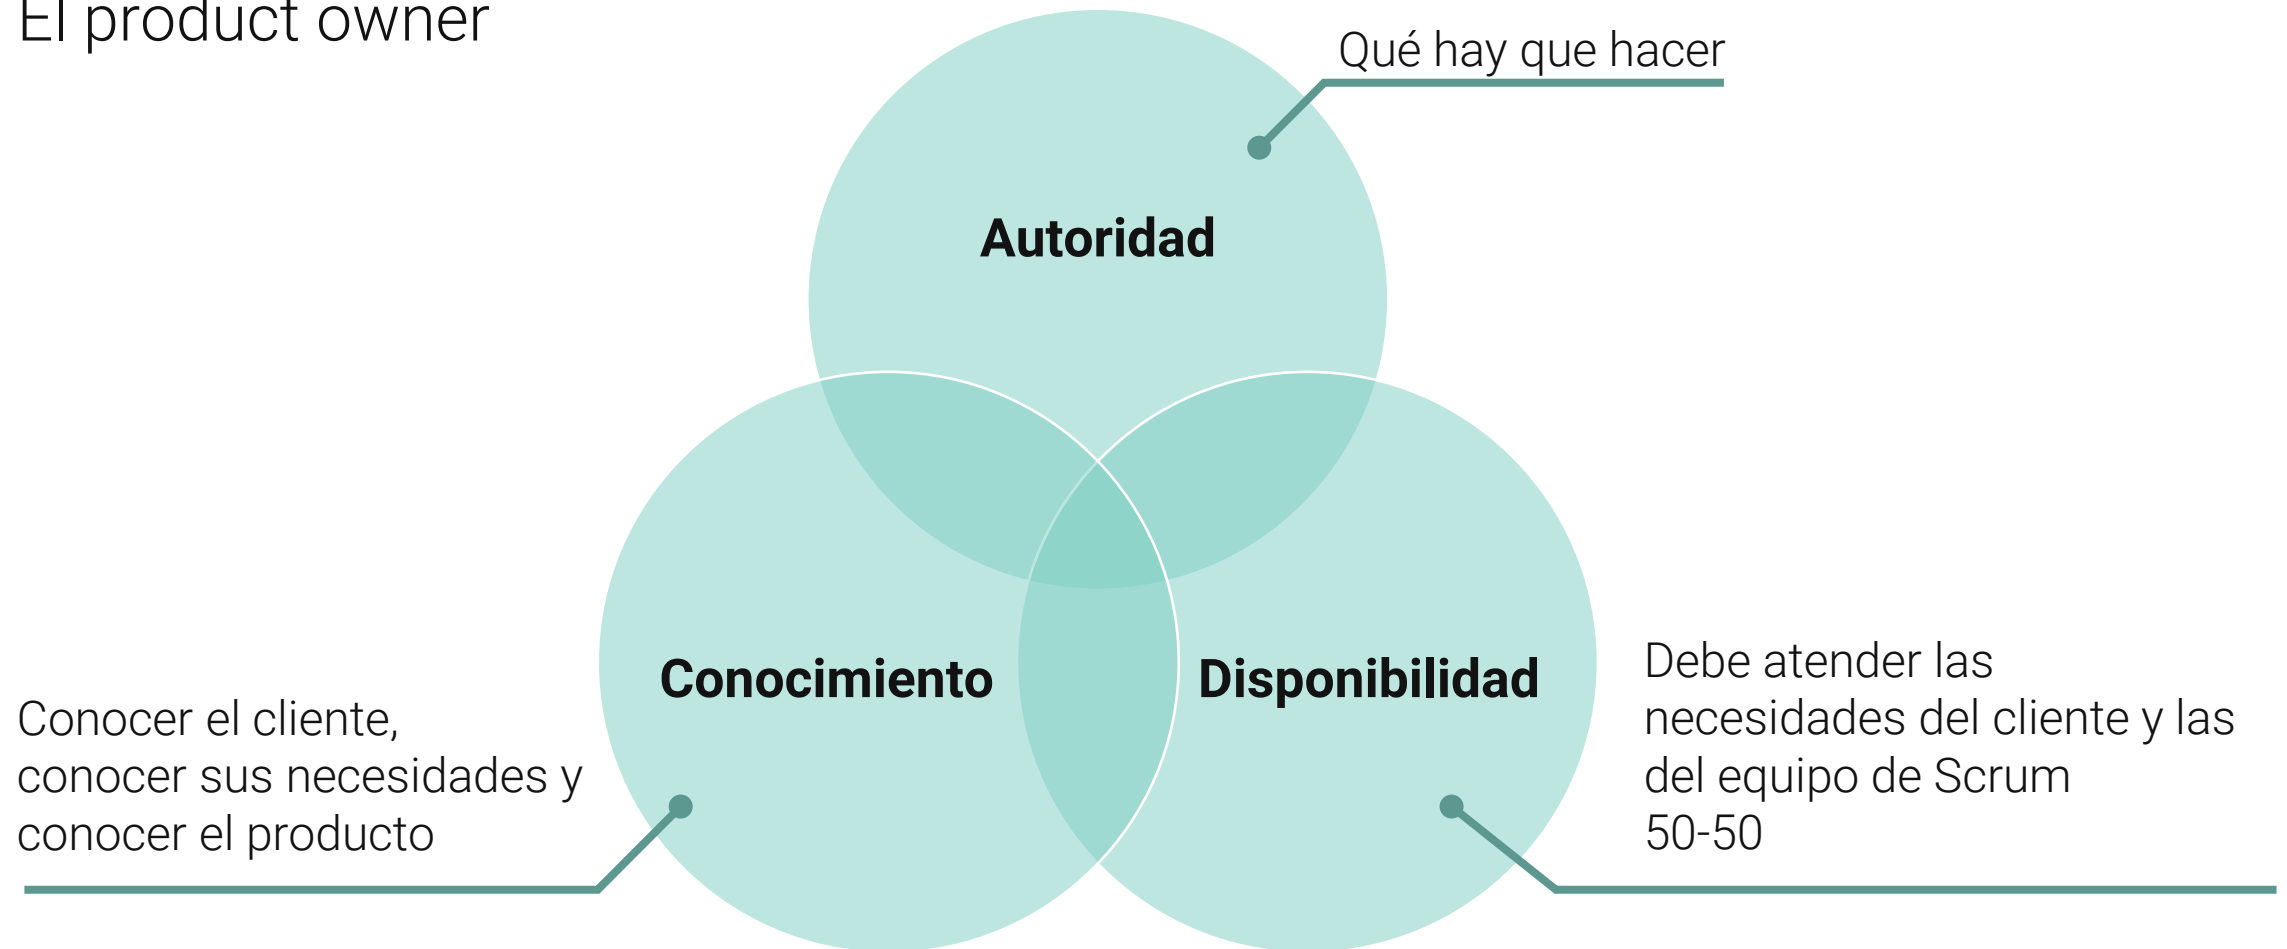 El product owner
Qué hay que hacer
Autoridad
Conocimiento
Disponibilidad
Conocer el cliente,
conocer sus necesidades y
conocer el producto
Debe atender las
necesidades del cliente y las
del equipo de Scrum
50-50